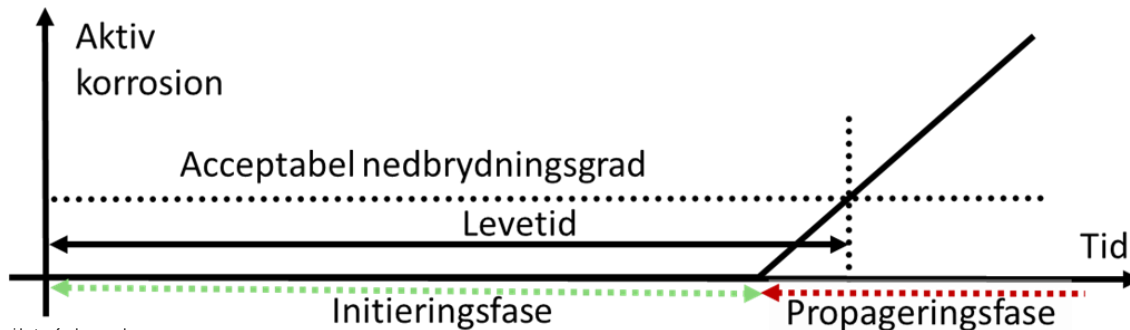 Aktiv
korrosion
Acceptabel nedbrydningsgrad
Levetid
Tid
Initieringsfase
Propageringsfase